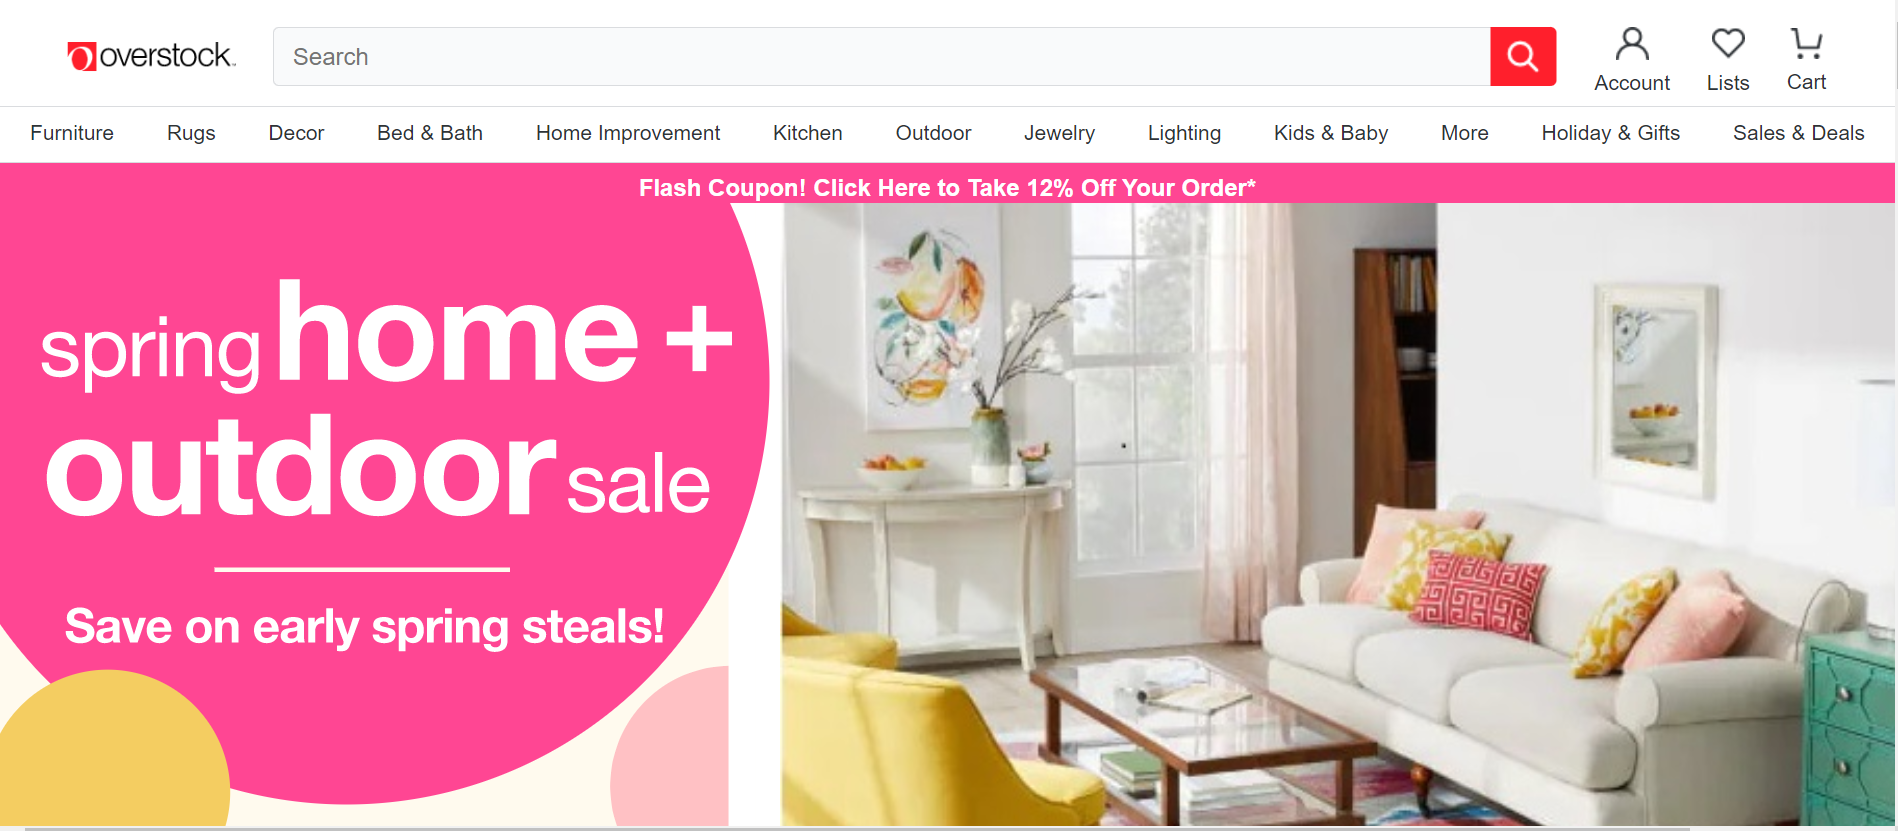 overstock™
Search
Account
Lists
Cart
Furniture Rugs Decor Bed & Bath Home Improvement Kitchen Outdoor Jewelry Lighting Kids & Baby More Holiday & Gifts Sales & Deals
Flash Coupon! Click Here to Take 12% Off Your Order*
spring home +
outdoor sale
Save on early spring steals!